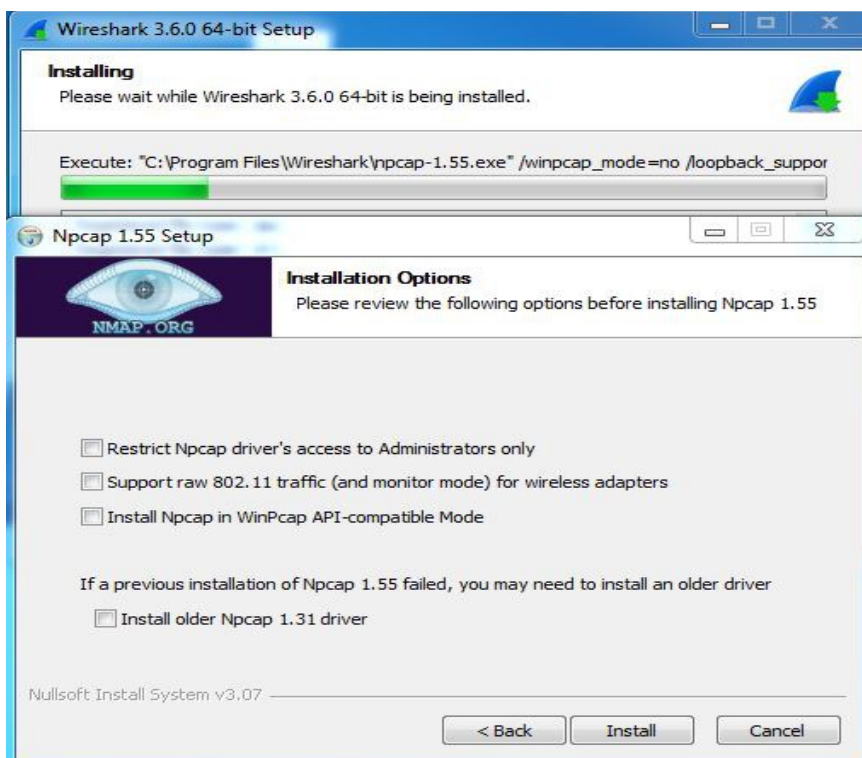 Wireshark 3.6.0 64-bit Setup
Installing
Please wait while Wireshark 3.6.0 64-bit is being installed.
Execute: "C:\Program Files\Wireshark\npcap-1.55.exe" /winpcap_mode=no /loopback_suppor
Npcap 1.55 Setup
NMAP.ORG
Installation Options
Please review the following options before installing Npcap 1.55
Restrict Npcap driver's access to Administrators only
Support raw 802.11 traffic (and monitor mode) for wireless adapters
Install Npcap in WinPcap API-compatible Mode
If a previous installation of Npcap 1.55 failed, you may need to install an older driver
Install older Npcap 1.31 driver
Nullsoft Install System v3.07
< Back Install Cancel